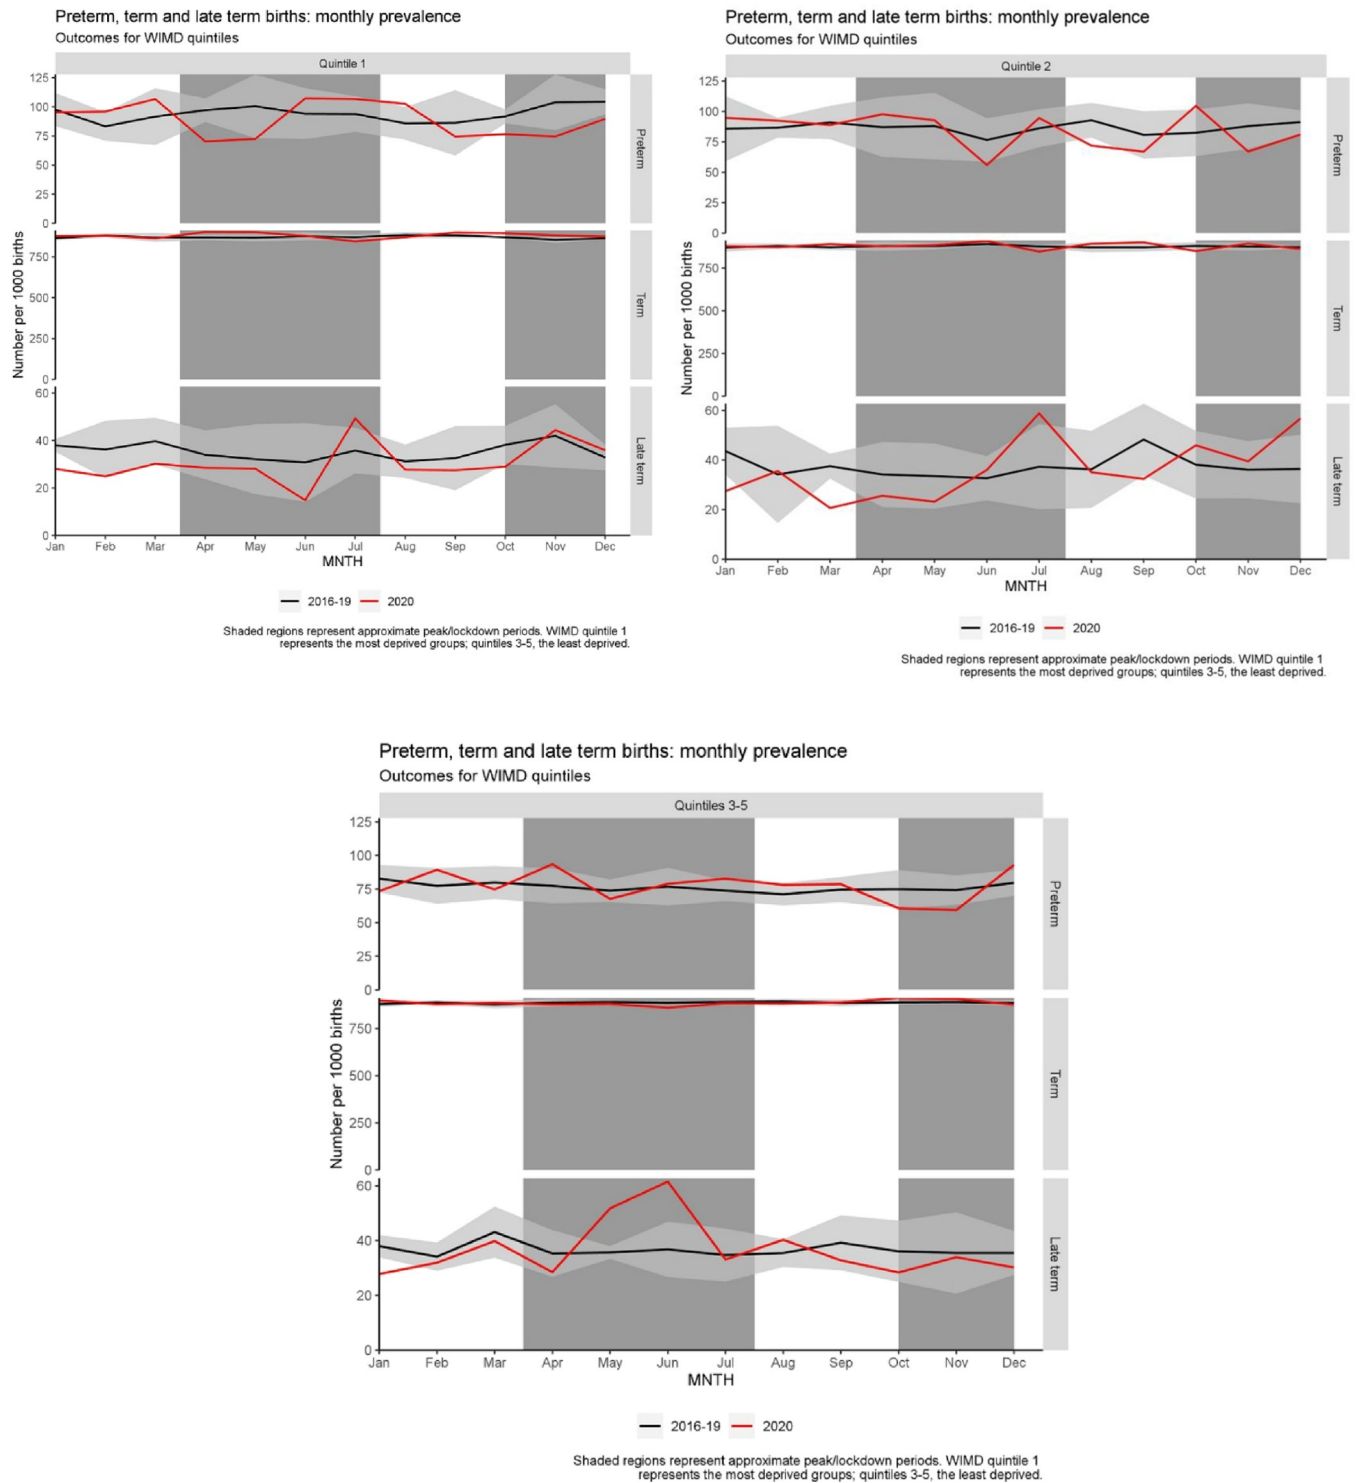 Preterm, term and late term births: monthly prevalence
Outcomes for WIMD quintiles
Quintile 1
125
100
75
50
25
0
Preterm
750
500
250
0
Term
60
40
20
0
Late term
Number per 1000 births
Jan Feb Mar Apr May Jun Jul Aug Sep Oct Nov Dec
MNTH
2016-19 2020
Shaded regions represent approximate peak/lockdown periods. WIMD quintile 1
represents the most deprived groups; quintiles 3-5, the least deprived.
Preterm, term and late term births: monthly prevalence
Outcomes for WIMD quintiles
Quintile 2
125
100
75
50
25
0
Preterm
750
500
250
0
Term
60
40
20
0
Late term
Number per 1000 births
Jan Feb Mar Apr May Jun Jul Aug Sep Oct Nov Dec
MNTH
2016-19 2020
Shaded regions represent approximate peak/lockdown periods. WIMD quintile 1
represents the most deprived groups; quintiles 3-5, the least deprived.
Preterm, term and late term births: monthly prevalence
Outcomes for WIMD quintiles
Quintiles 3-5
125
100
75
50
25
0
Preterm
750
500
250
0
Term
60
40
20
0
Late term
Number per 1000 births
Jan Feb Mar Apr May Jun Jul Aug Sep Oct Nov Dec
MNTH
2016-19 2020
Shaded regions represent approximate peak/lockdown periods. WIMD quintile 1
represents the most deprived groups; quintiles 3-5, the least deprived.